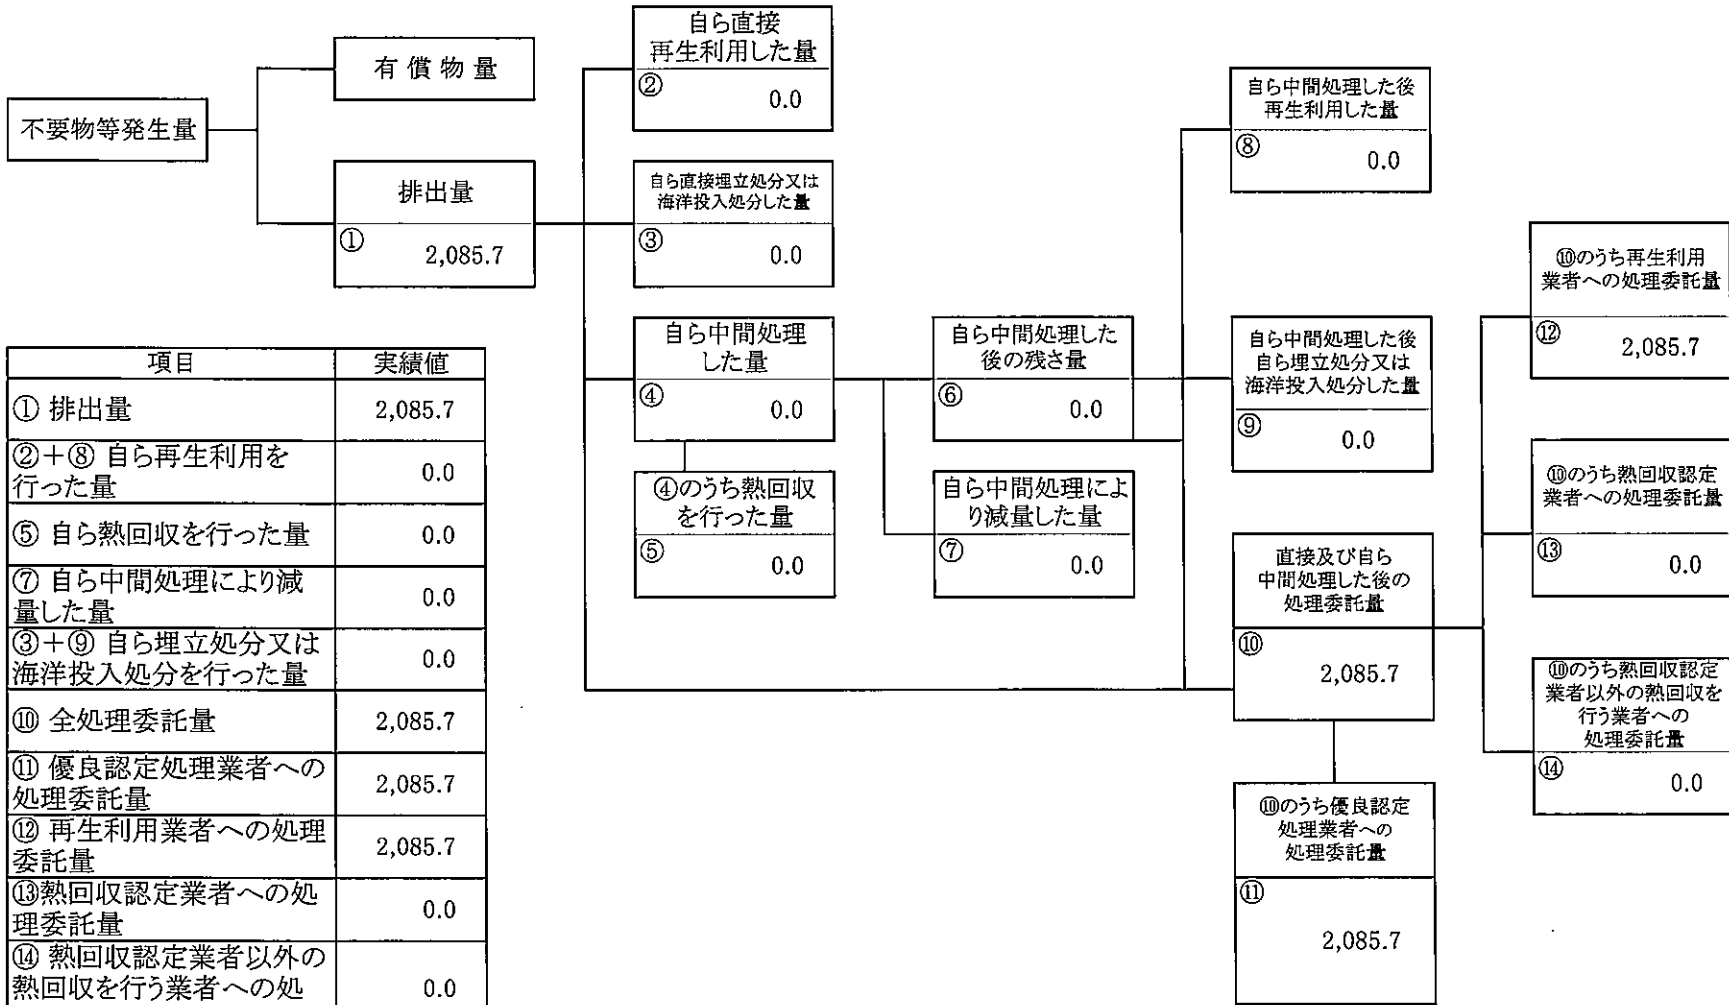 不要物等発生量
有償物量
排出量
①
2,085.7
自ら直接
再生利用した量
②
0.0
自ら直接埋立処分又は
海洋投入処分した量
③
0.0
自ら中間処理
した量
④
0.0
④のうち熱回収
を行った量
⑤
0.0
自ら中間処理した
後の残さ量
⑥
0.0
自ら中間処理によ
り減量した量
⑦
0.0
自ら中間処理した後
再生利用した量
⑧
0.0
自ら中間処理した後
自ら埋立処分又は
海洋投入処分した量
⑨
0.0
直接及び自ら
中間処理した後の
処理委託量
⑩
2,085.7
⑩のうち優良認定
処理業者への
処理委託量
⑪
2,085.7
⑩のうち再生利用
業者への処理委託量
⑫
2,085.7
⑩のうち熱回収認定
業者への処理委託量
⑬
0.0
⑩のうち熱回収認定
業者以外の熱回収を
行う業者への
処理委託量
⑭
0.0
項目 実績値
① 排出量 2,085.7
②+⑧ 自ら再生利用を
行った量 0.0
⑤ 自ら熱回収を行った量 0.0
⑦ 自ら中間処理により減
量した量 0.0
③+⑨ 自ら埋立処分又は
海洋投入処分を行った量 0.0
⑩ 全処理委託量 2,085.7
⑪ 優良認定処理業者への
処理委託量 2,085.7
⑫ 再生利用業者への処理
委託量 2,085.7
⑬熱回収認定業者への処
理委託量 0.0
⑭ 熱回収認定業者以外の
熱回収を行う業者への処 0.0